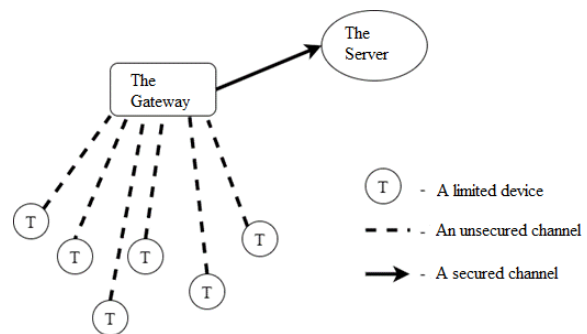 The
Server
The
Gateway
T
T
T
T
T
T
T - A limited device
- An unsecured channel
- A secured channel